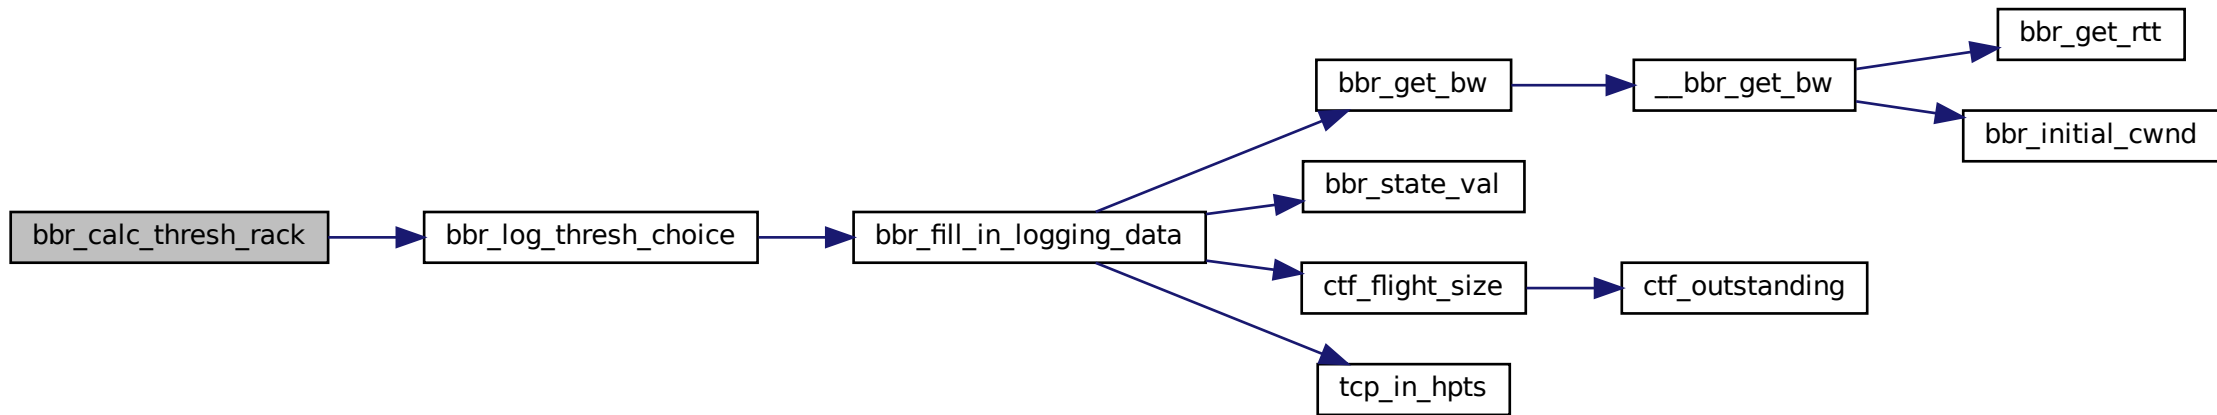 bbr_calc_thresh_rack
bbr_log_thresh_choice
bbr_fill_in_logging_data
bbr_get_bw
__bbr_get_bw
bbr_get_rtt
bbr_initial_cwnd
bbr_state_val
ctf_flight_size
ctf_outstanding
tcp_in_hpts